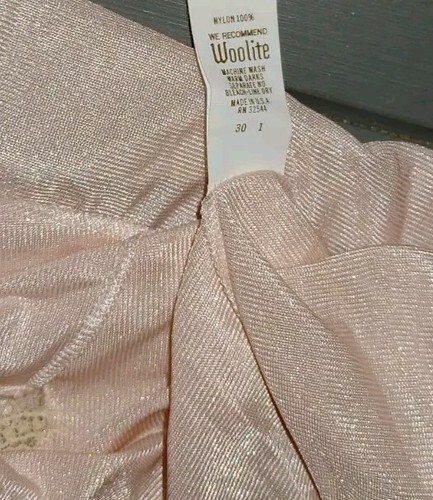 NYLON 100%
WE RECOMMEND
Woolite
MACHINE WASH
WARM DARKS
SEPARATE NO
BLEACH-LINE DRY
MADE IN U.S.A.
RN 32544
30 1